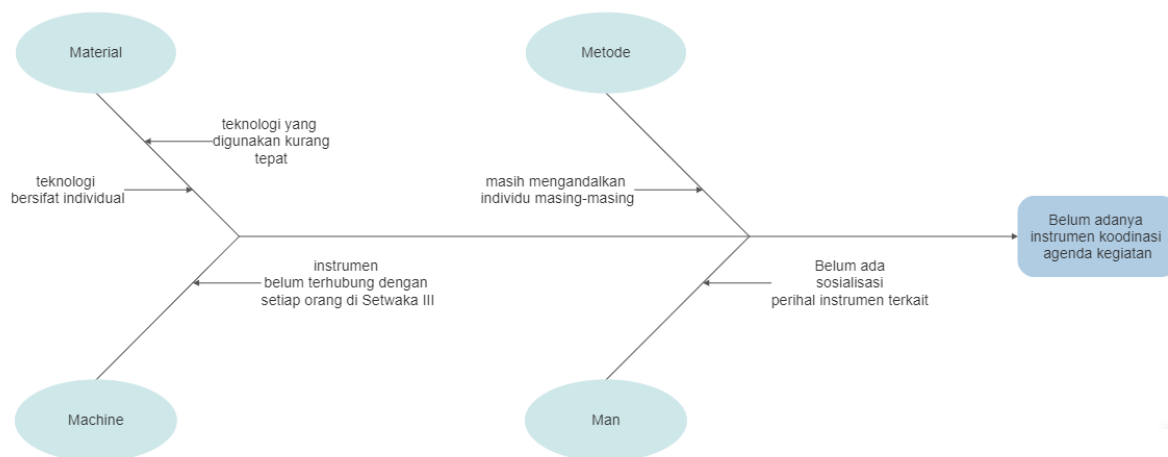 Material
Metode
teknologi yang
digunakan kurang
tepat
teknologi
bersifat individual
masih mengandalkan
individu masing-masing
Belum adanya
instrumen koodinasi
agenda kegiatan
instrumen
belum terhubung dengan
setiap orang di Setwaka III
Belum ada
sosialisasi
perihal instrumen terkait
Machine
Man